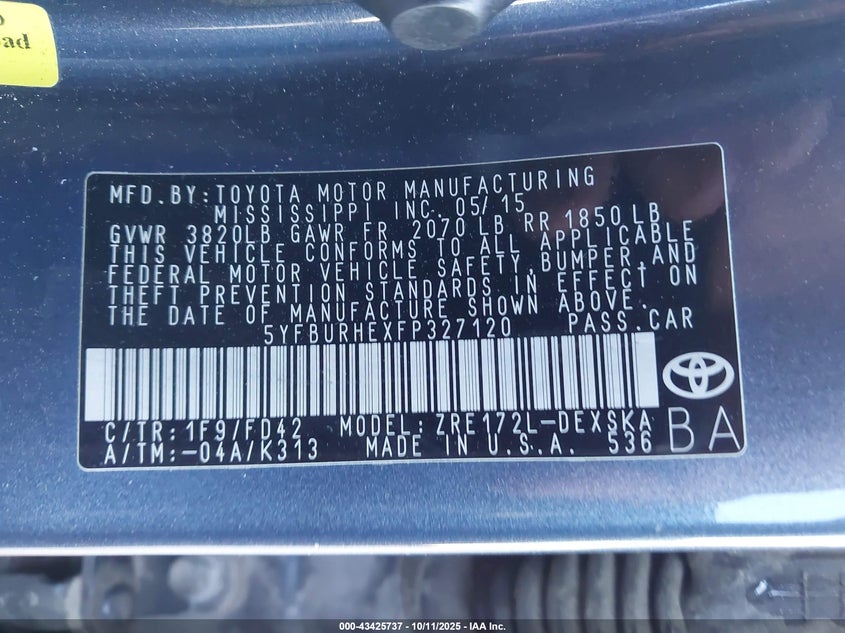 MFD. BY: TOYOTA MOTOR MANUFACTURING
MISSISSIPPI INC. 05/15
GVWR 3820LB GAWR FR 2070 LB RR 1850 LB
THIS VEHICLE CONFORMS TO ALL APPLICABLE
FEDERAL MOTOR VEHICLE SAFETY, BUMPER, AND
THEFT PREVENTION STANDARDS IN EFFECT ON
THE DATE OF MANUFACTURE SHOWN ABOVE.
5YFBURHEXFP327120 PASS. CAR
C/TR: 1F9/FD42 MODEL: ZRE172L-DEXSKA
A/TM: -04A/K313 MADE IN U.S.A. 536
BA
000-43425737 - 10/11/2025 - IAA Inc.